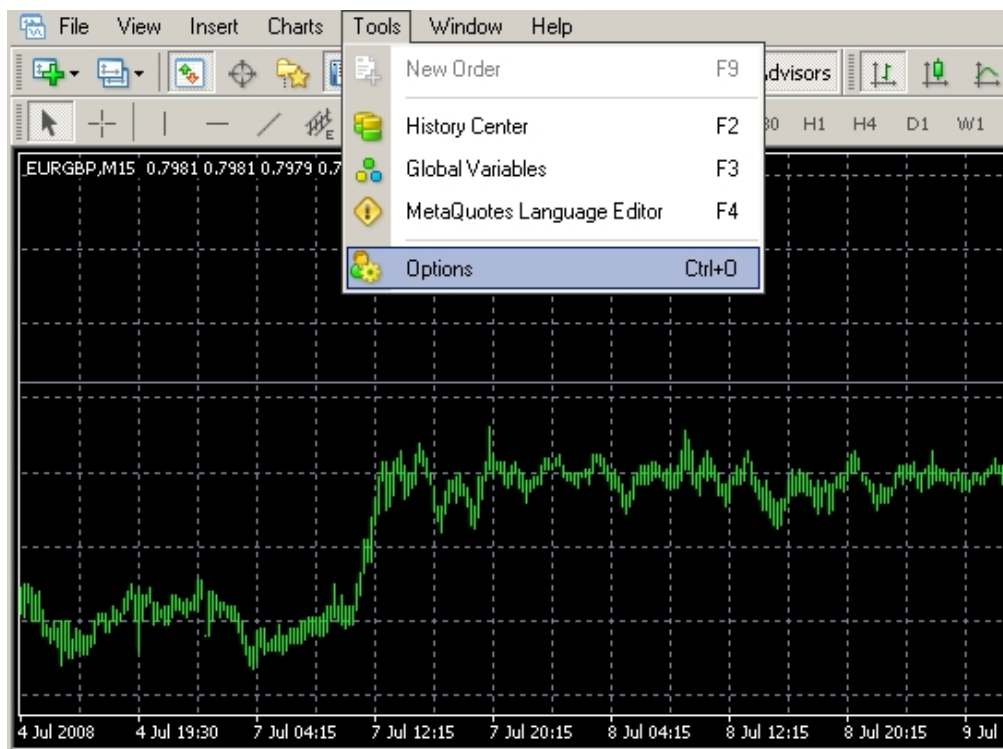 File View Insert Charts Tools Window Help
New Order F9
History Center F2
Global Variables F3
MetaQuotes Language Editor F4
Options Ctrl+O
H1 H4 D1 W1
_EURGBP,M15 0.7981 0.7981 0.7979
4 Jul 2008 4 Jul 19:30 7 Jul 04:15 7 Jul 12:15 7 Jul 20:15 8 Jul 04:15 8 Jul 12:15 8 Jul 20:15 9 Jul